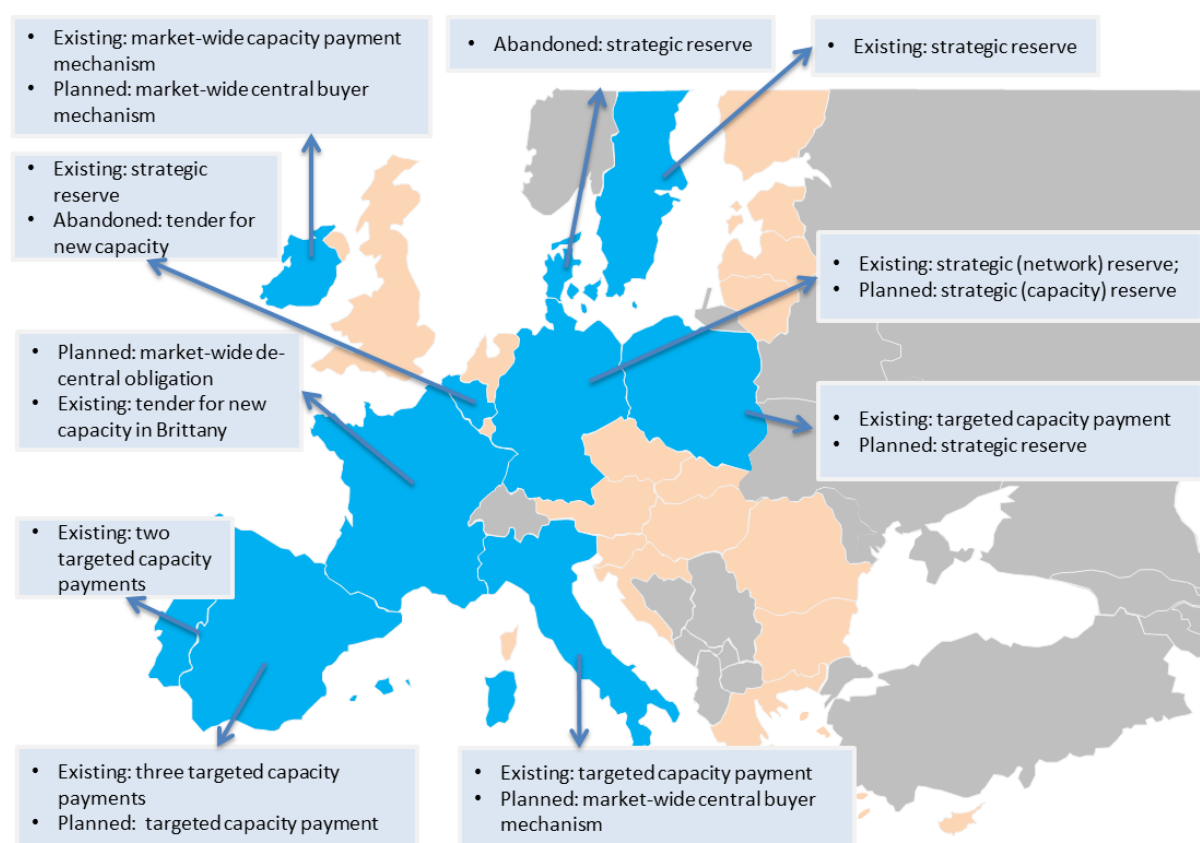 • Existing: market-wide capacity payment
mechanism
• Planned: market-wide central buyer
mechanism
• Abandoned: strategic reserve
• Existing: strategic reserve
• Existing: strategic
reserve
• Abandoned: tender for
new capacity
• Existing: strategic (network) reserve;
• Planned: strategic (capacity) reserve
• Planned: market-wide de-
central obligation
• Existing: tender for new
capacity in Brittany
• Existing: targeted capacity payment
• Planned: strategic reserve
• Existing: two
targeted capacity
payments
• Existing: three targeted capacity
payments
• Planned: targeted capacity payment
• Existing: targeted capacity payment
• Planned: market-wide central buyer
mechanism